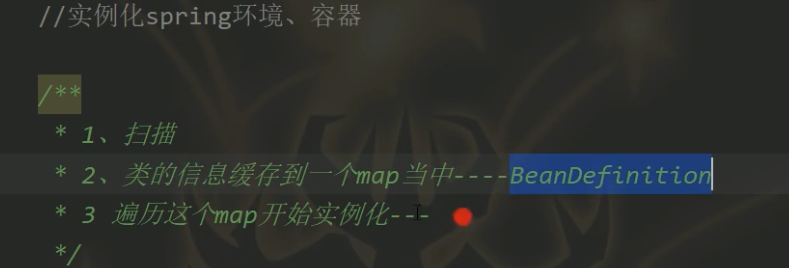 //实例化spring环境、容器
/**
* 1、扫描
* 2、类的信息缓存到一个map当中----BeanDefinition
* 3 遍历这个map开始实例化---
*/